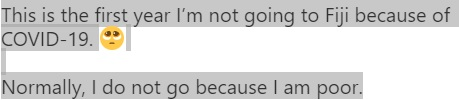 This is the first year I’m not going to Fiji because of
COVID-19. 🥺
Normally, I do not go because I am poor.